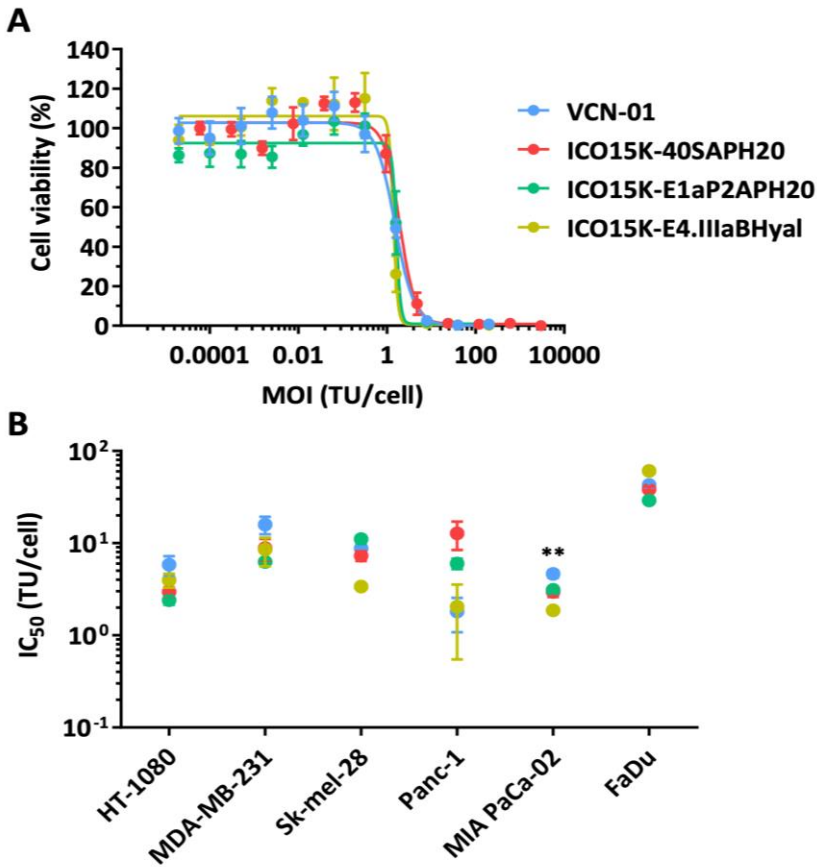 A
140
120
100
80
60
40
20
0
Cell viability (%)
0.0001
0.01
1
100
10000
MOI (TU/cell)
VCN-01
ICO15K-40SAPH20
ICO15K-E1aP2APH20
ICO15K-E4.IIIaBHyal
B
10²
10¹
10⁰
10⁻¹
IC₅₀ (TU/cell)
**
HT-1080
MDA-MB-231
Sk-mel-28
Panc-1
MIA PaCa-02
FaDu